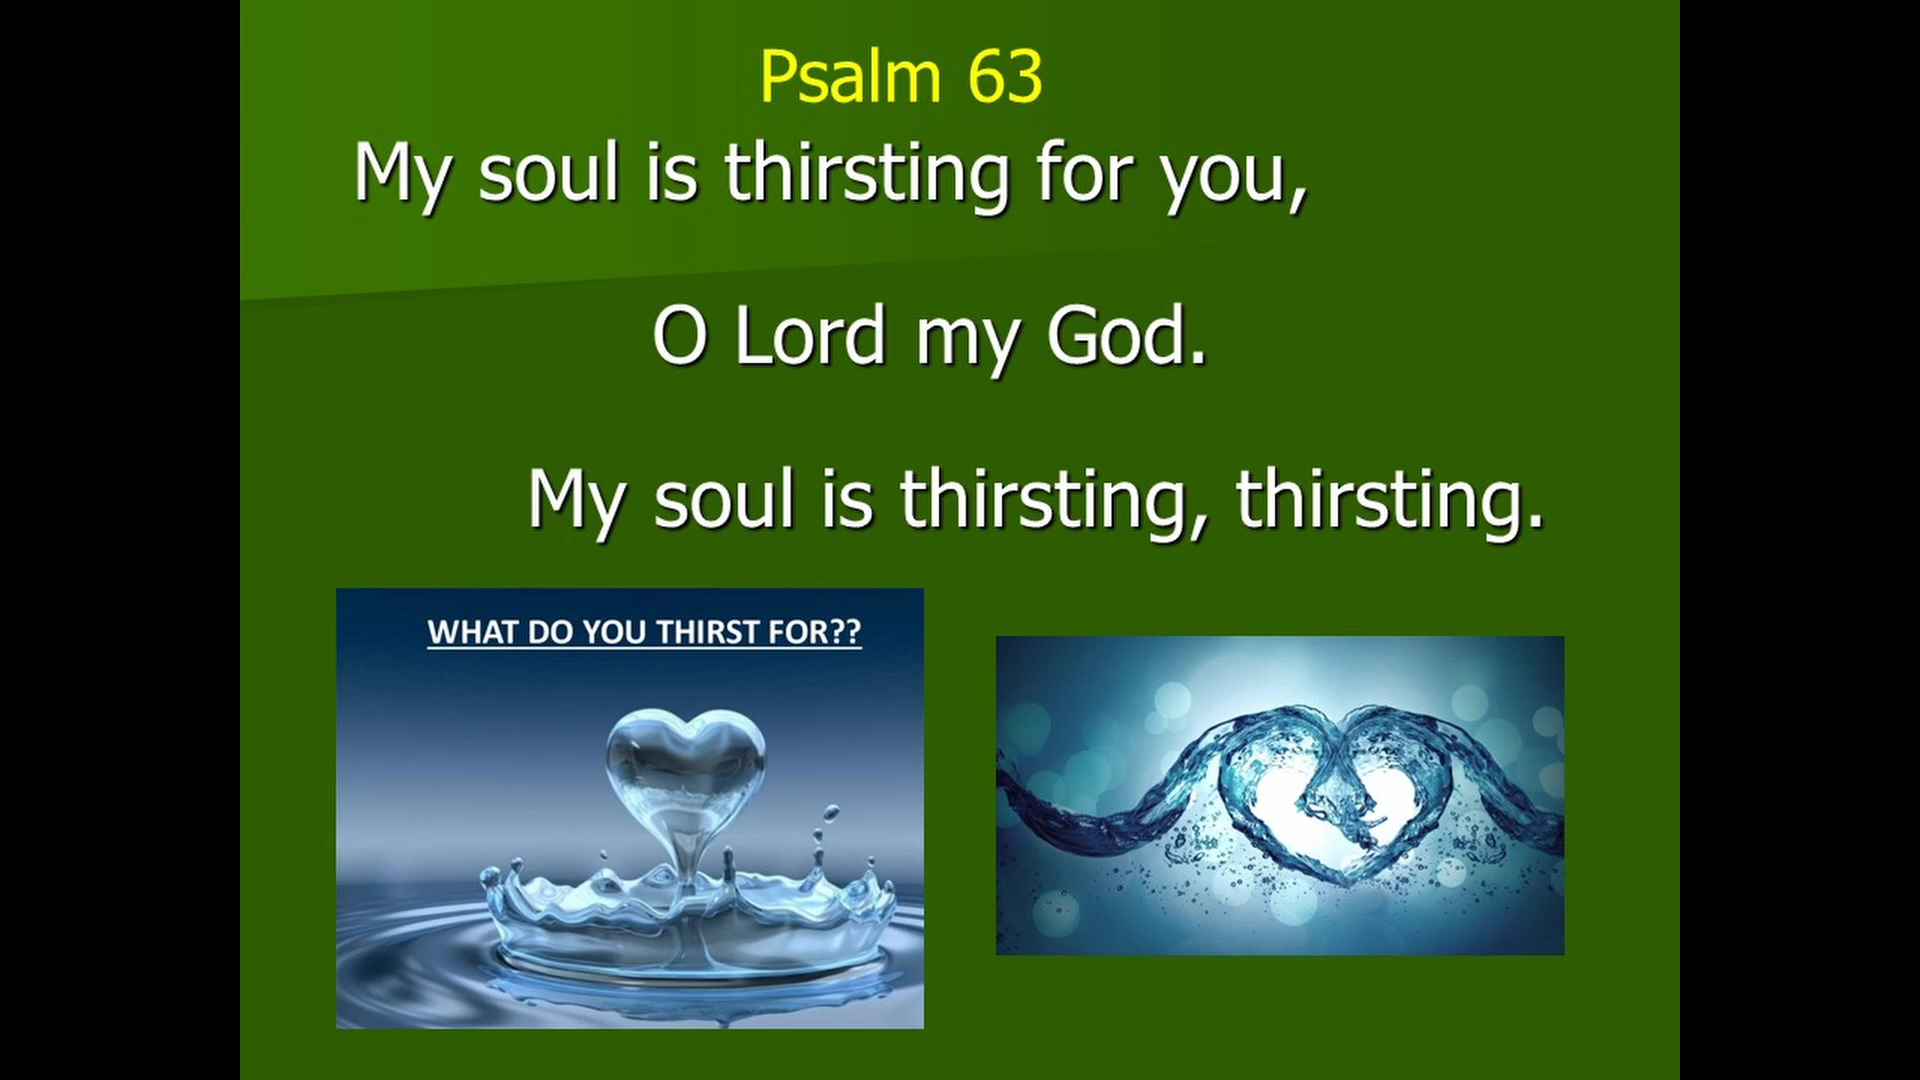 Psalm 63
My soul is thirsting for you,
O Lord my God.
My soul is thirsting, thirsting.
WHAT DO YOU THIRST FOR??